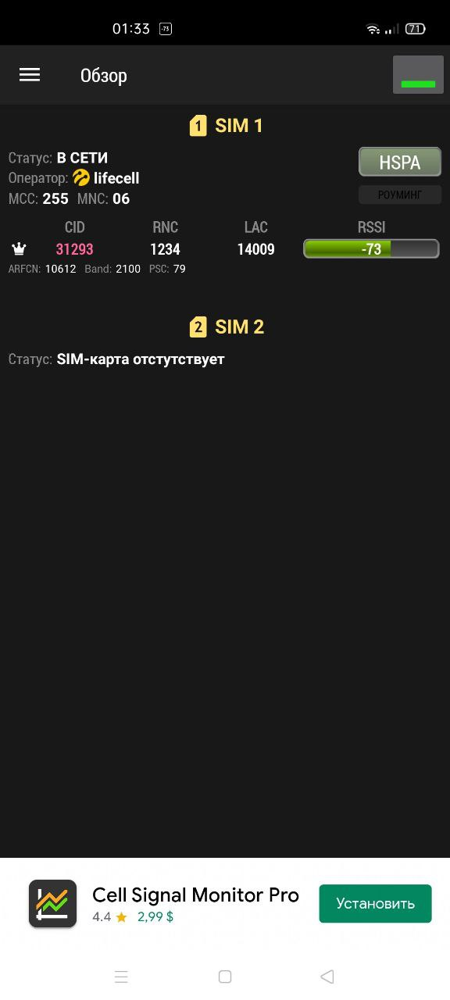 01:33 -73 71
Обзор
1 SIM 1
Статус: В СЕТИ
HSPA
Оператор: lifecell
РОУМИНГ
MCC: 255 MNC: 06
CID RNC LAC RSSI
31293 1234 14009 -73
ARFCN: 10612 Band: 2100 PSC: 79
2 SIM 2
Статус: SIM-карта отстутствует
Cell Signal Monitor Pro
4.4 ★ 2,99 $
Установить